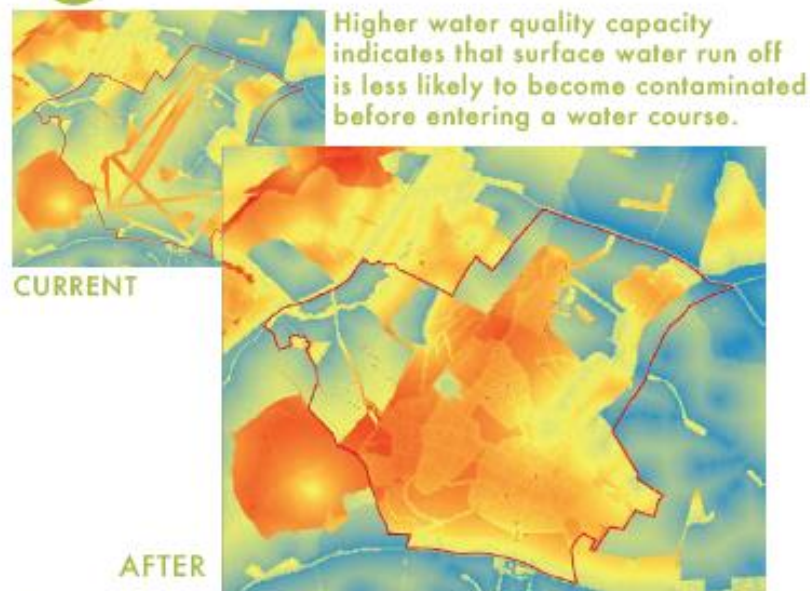 Higher water quality capacity
indicates that surface water run off
is less likely to become contaminated
before entering a water course.
CURRENT
AFTER